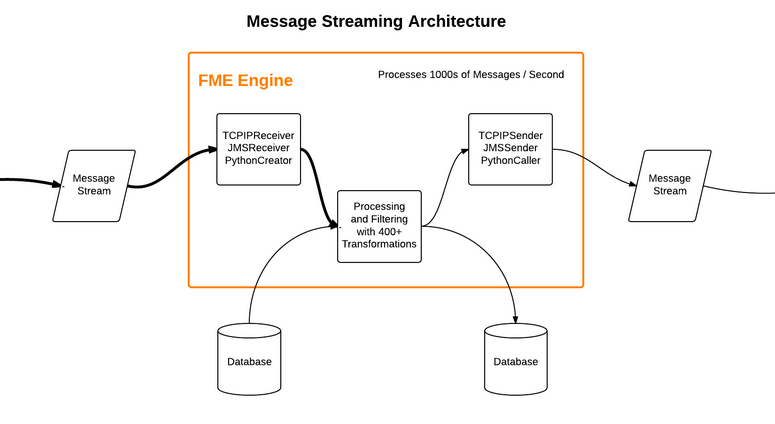 Message Streaming Architecture
FME Engine
Processes 1000s of Messages / Second
Message
Stream
TCPIPReceiver
JMSReceiver
PythonCreator
Processing
and Filtering
with 400+
Transformations
TCPIPSender
JMSSender
PythonCaller
Message
Stream
Database
Database